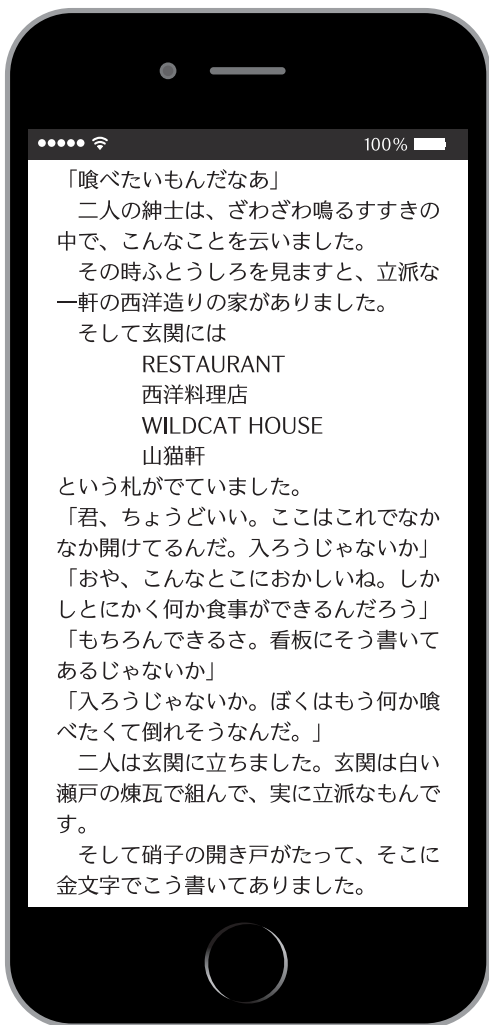 100%
「喰べたいもんだなあ」
　二人の紳士は、ざわざわ鳴るすすきの
中で、こんなことを云いました。
　その時ふとうしろを見ますと、立派な
一軒の西洋造りの家がありました。
　そして玄関には
RESTAURANT
西洋料理店
WILDCAT HOUSE
山猫軒
という札がでていました。
「君、ちょうどいい。ここはこれでなか
なか開けてるんだ。入ろうじゃないか」
「おや、こんなとこにおかしいね。しか
しとにかく何か食事ができるんだろう」
「もちろんできるさ。看板にそう書いて
あるじゃないか」
「入ろうじゃないか。ぼくはもう何か喰
べたくて倒れそうなんだ。」
　二人は玄関に立ちました。玄関は白い
瀬戸の煉瓦で組んで、実に立派なもんで
す。
　そして硝子の開き戸がたって、そこに
金文字でこう書いてありました。